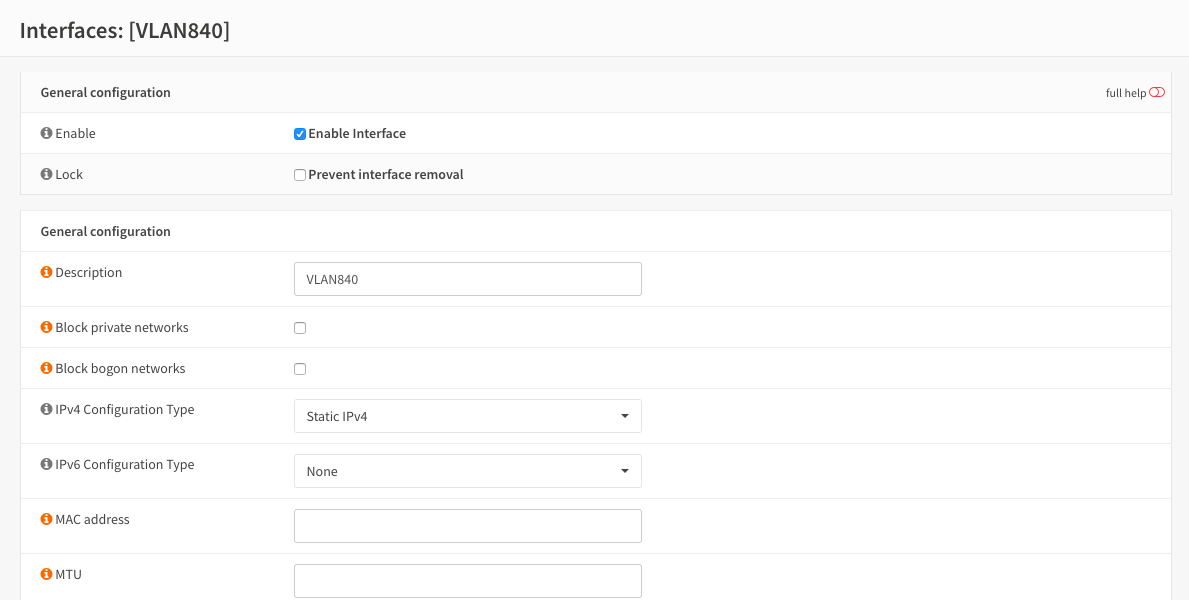 Interfaces: [VLAN840]
General configuration
full help
Enable
Enable Interface
Lock
Prevent interface removal
General configuration
Description
VLAN840
Block private networks
Block bogon networks
IPv4 Configuration Type
Static IPv4
IPv6 Configuration Type
None
MAC address
MTU